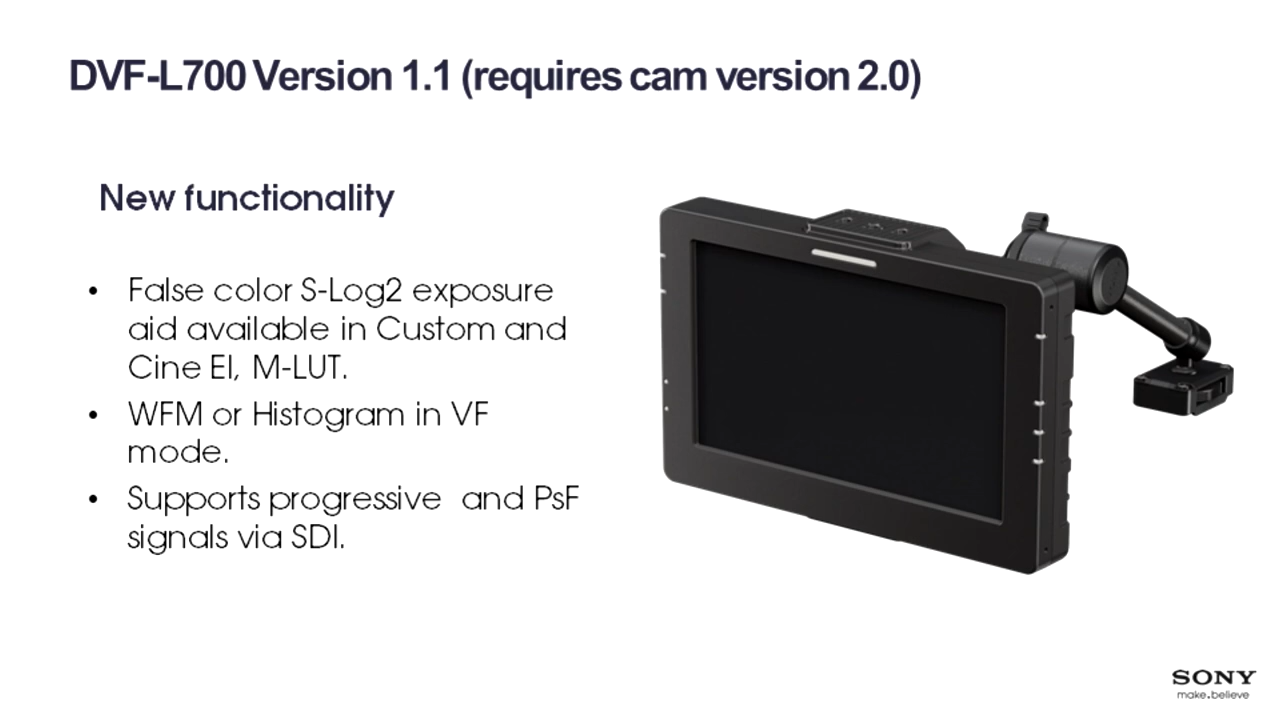 DVF-L700 Version 1.1 (requires cam version 2.0)
New functionality
• False color S-Log2 exposure
aid available in Custom and
Cine EI, M-LUT.
• WFM or Histogram in VF
mode.
• Supports progressive  and PsF
signals via SDI.
SONY
make.believe